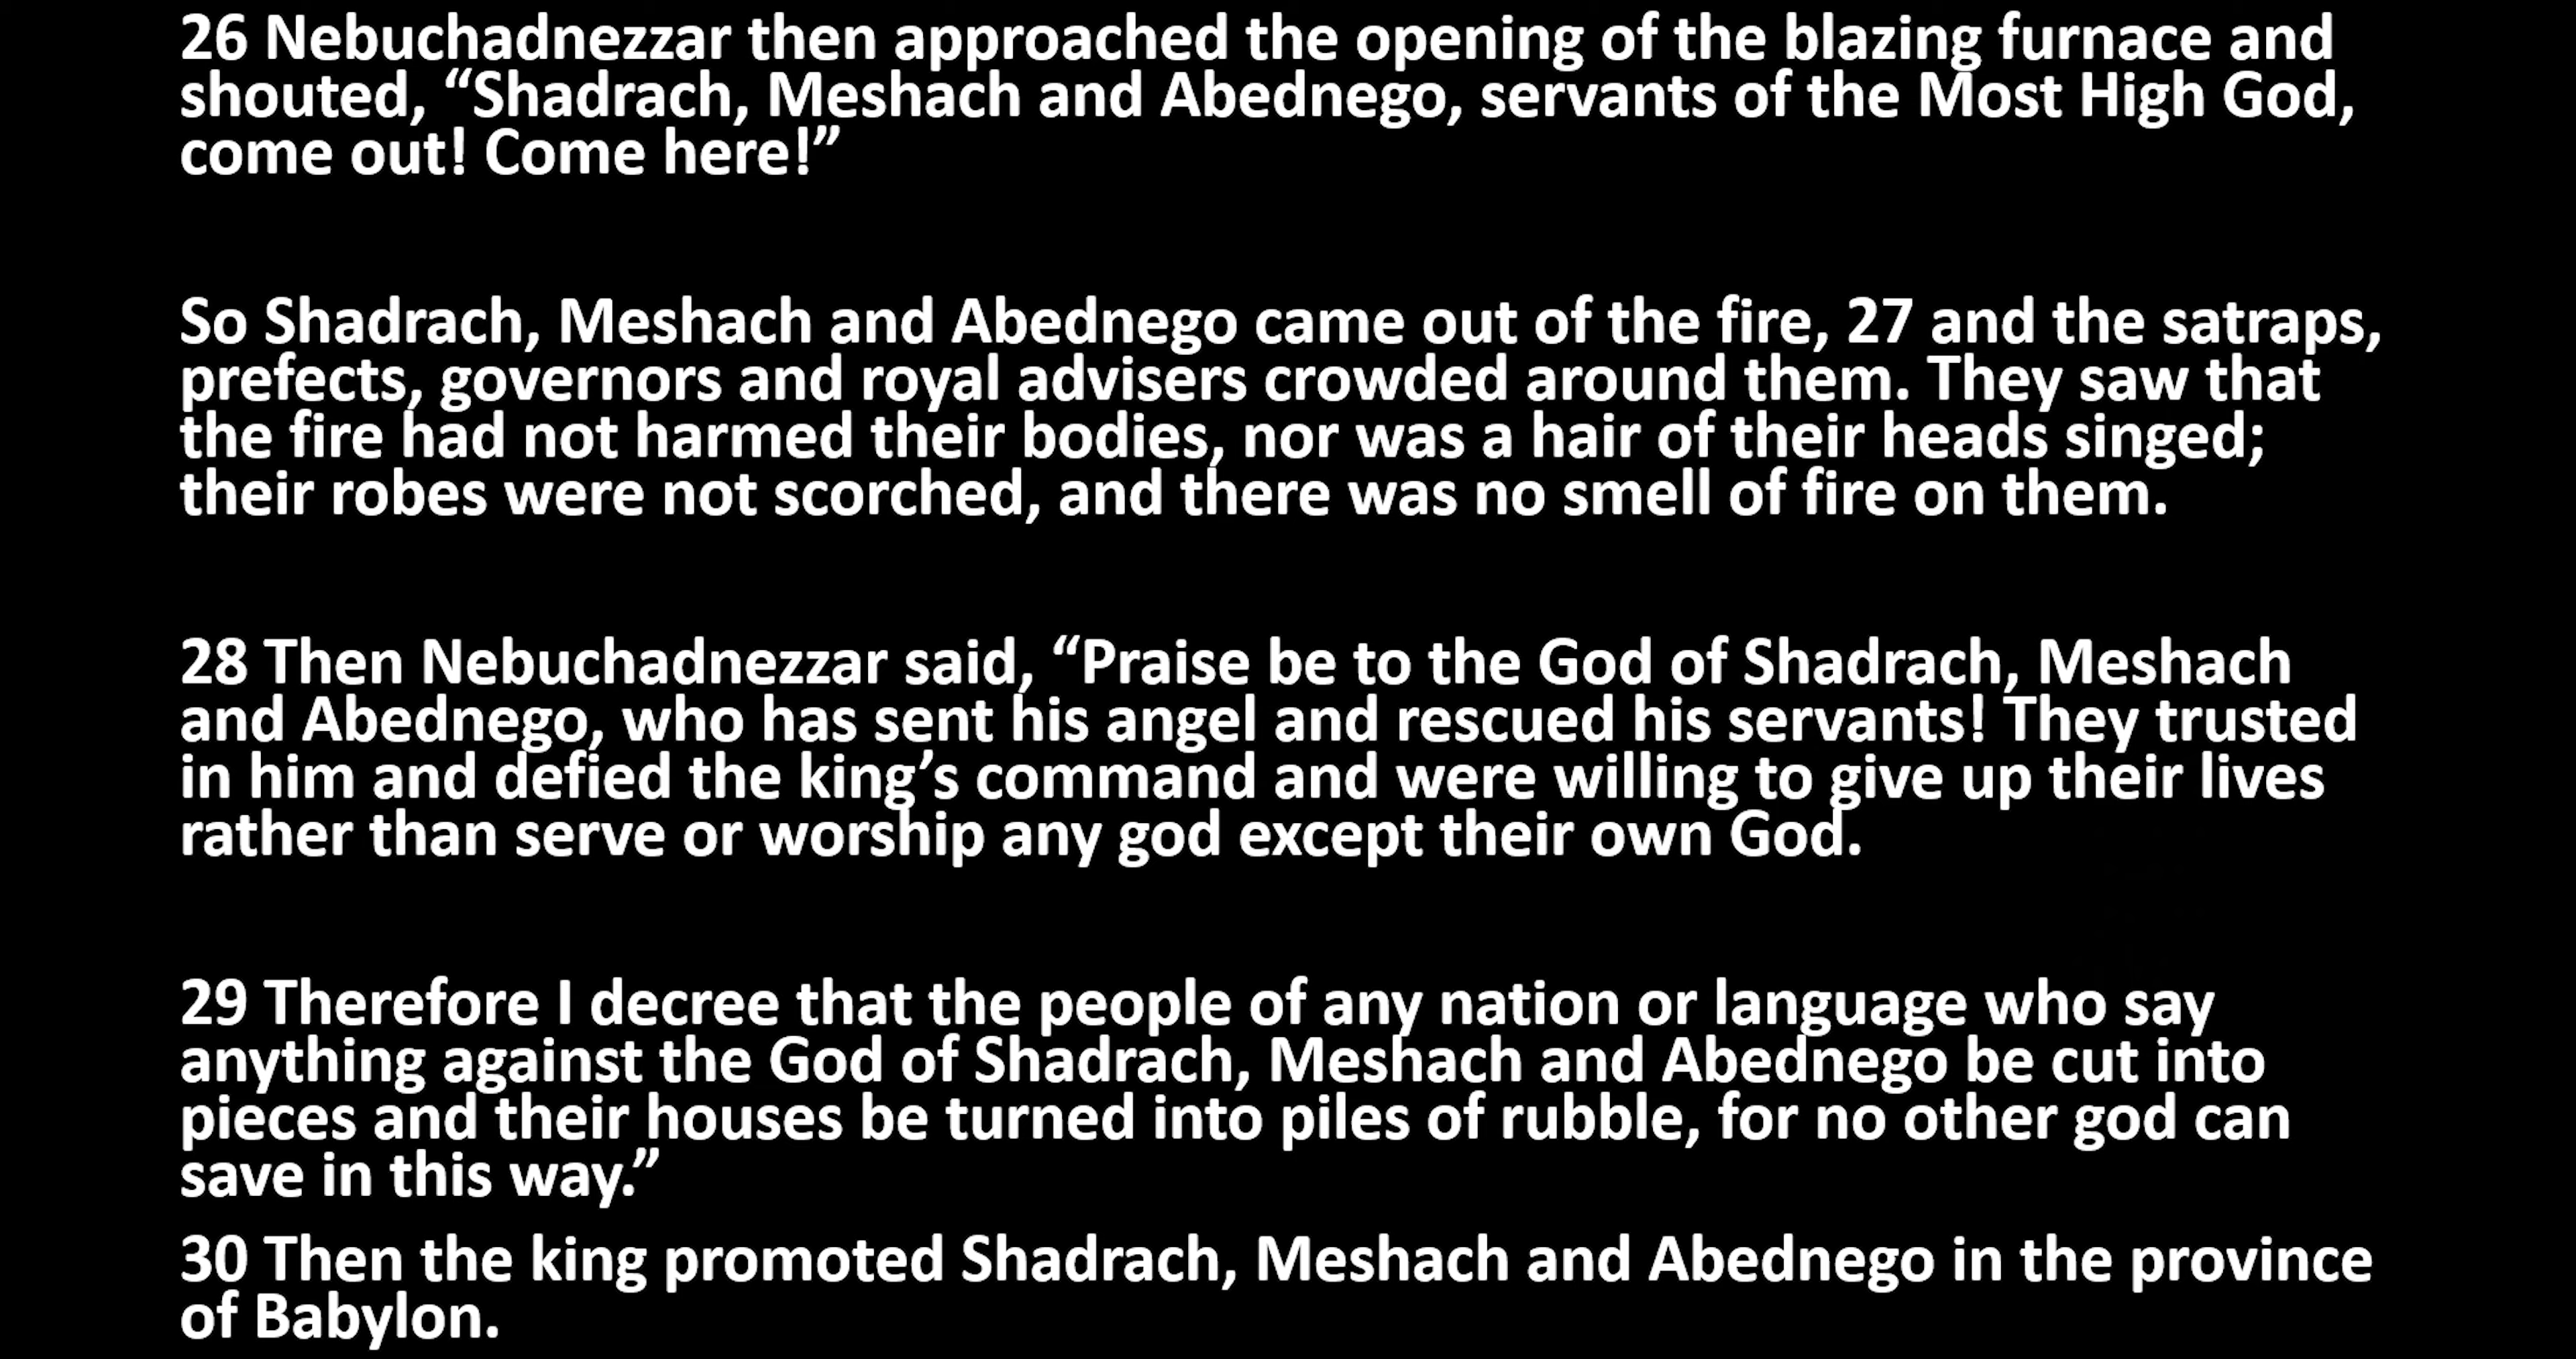 26 Nebuchadnezzar then approached the opening of the blazing furnace and
shouted, “Shadrach, Meshach and Abednego, servants of the Most High God,
come out! Come here!”
So Shadrach, Meshach and Abednego came out of the fire, 27 and the satraps,
prefects, governors and royal advisers crowded around them. They saw that
the fire had not harmed their bodies, nor was a hair of their heads singed;
their robes were not scorched, and there was no smell of fire on them.
28 Then Nebuchadnezzar said, “Praise be to the God of Shadrach, Meshach
and Abednego, who has sent his angel and rescued his servants! They trusted
in him and defied the king’s command and were willing to give up their lives
rather than serve or worship any god except their own God.
29 Therefore I decree that the people of any nation or language who say
anything against the God of Shadrach, Meshach and Abednego be cut into
pieces and their houses be turned into piles of rubble, for no other god can
save in this way.”
30 Then the king promoted Shadrach, Meshach and Abednego in the province
of Babylon.